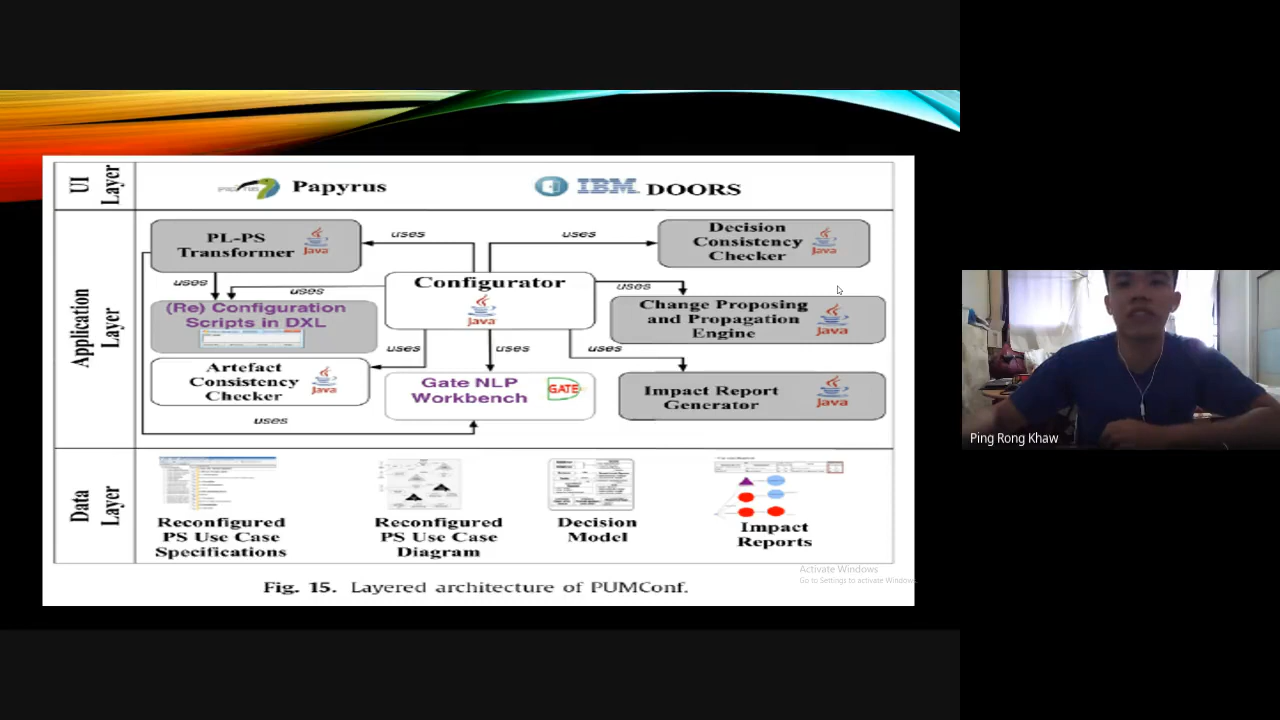 UI
Layer
Papyrus
IBM DOORS
Application
Layer
PL-PS
Transformer
Java
uses
uses
Decision
Consistency
Checker
Java
uses
uses
Configurator
Java
uses
(Re) Configuration
Scripts in DXL
Change Proposing
and Propagation
Engine
Java
uses
uses
uses
Artefact
Consistency
Checker
Java
Gate NLP
Workbench
GATE
Impact Report
Generator
Java
uses
Data
Layer
Reconfigured
PS Use Case
Specifications
Reconfigured
PS Use Case
Diagram
Decision
Model
Impact
Reports
Activate Windows
Go to Settings to activate Windows.
Fig. 15. Layered architecture of PUMConf.
Ping Rong Khaw